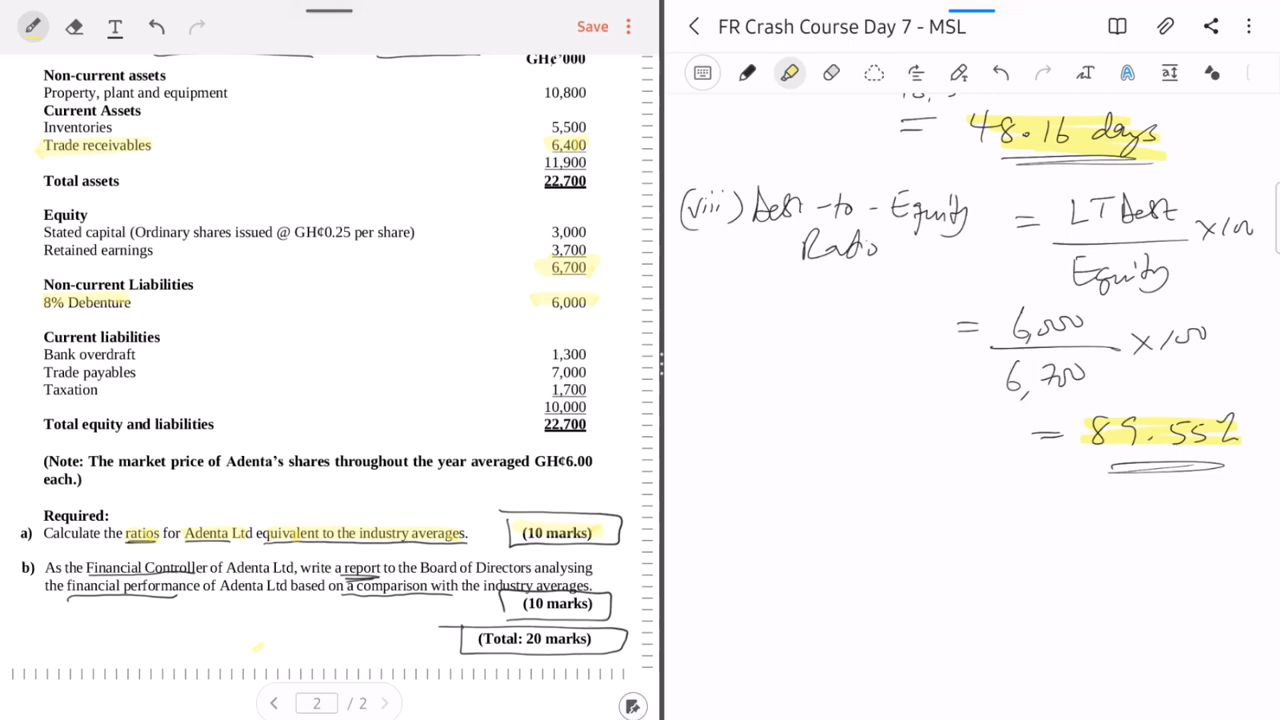 Save
GH¢'000
Non-current assets
Property, plant and equipment 10,800
Current Assets
Inventories 5,500
Trade receivables 6,400
11,900
Total assets 22,700
Equity
Stated capital (Ordinary shares issued @ GH¢0.25 per share) 3,000
Retained earnings 3,700
6,700
Non-current Liabilities
8% Debenture 6,000
Current liabilities
Bank overdraft 1,300
Trade payables 7,000
Taxation 1,700
10,000
Total equity and liabilities 22,700
(Note: The market price of Adenta's shares throughout the year averaged GH¢6.00
each.)
Required:
a) Calculate the ratios for Adenta Ltd equivalent to the industry averages. (10 marks)
b) As the Financial Controller of Adenta Ltd, write a report to the Board of Directors analysing
the financial performance of Adenta Ltd based on a comparison with the industry averages.
(10 marks)
(Total: 20 marks)
2 / 2
FR Crash Course Day 7 - MSL
= 48.16 days
(viii) Debt-to-Equity = LT Debt x100
Ratio
Equity
= 6,000 x100
6,700
= 89.55%